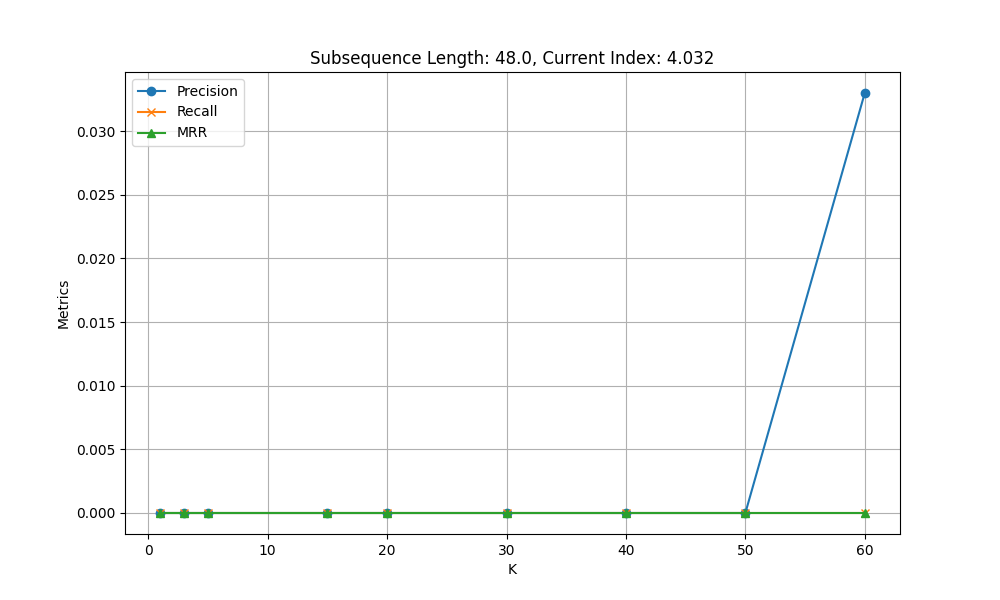 Subsequence Length: 48.0, Current Index: 4.032
Precision
Recall
MRR
0.030
0.025
0.020
0.015
0.010
0.005
0.000
Metrics
0 10 20 30 40 50 60
K